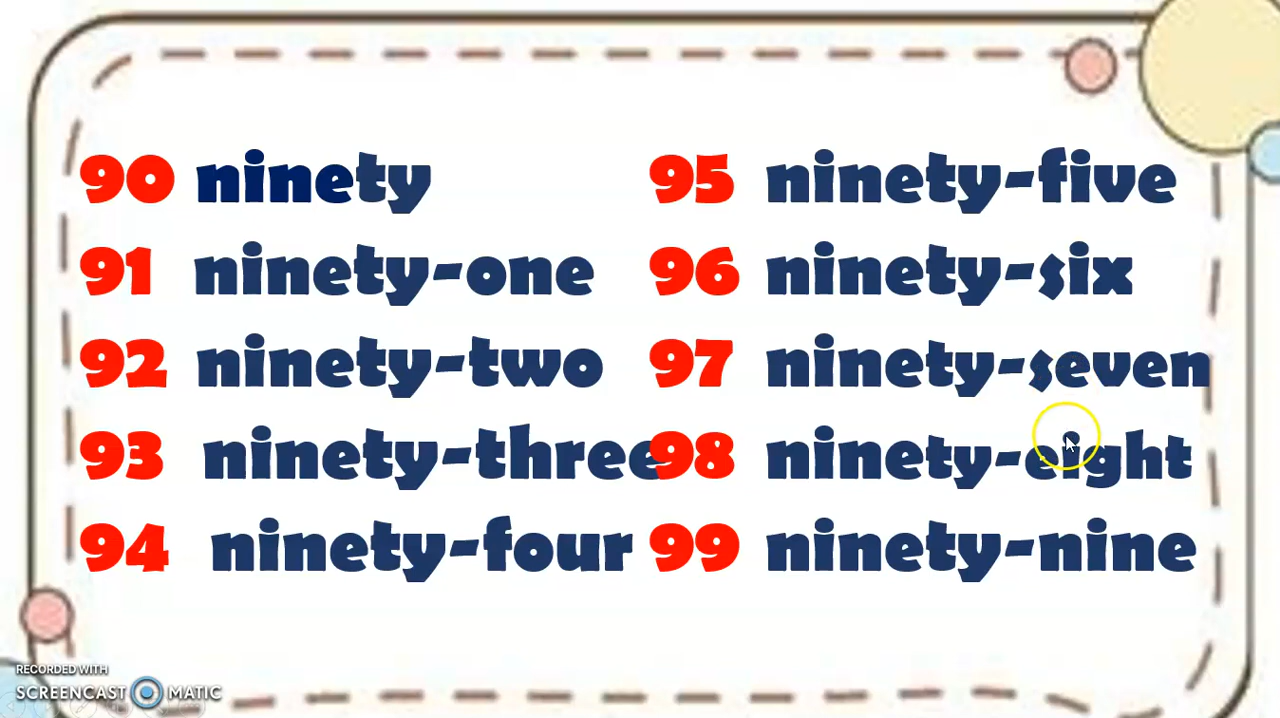 90 ninety
91 ninety-one
92 ninety-two
93 ninety-three
94 ninety-four
95 ninety-five
96 ninety-six
97 ninety-seven
98 ninety-eight
99 ninety-nine
RECORDED WITH
SCREENCAST MATIC